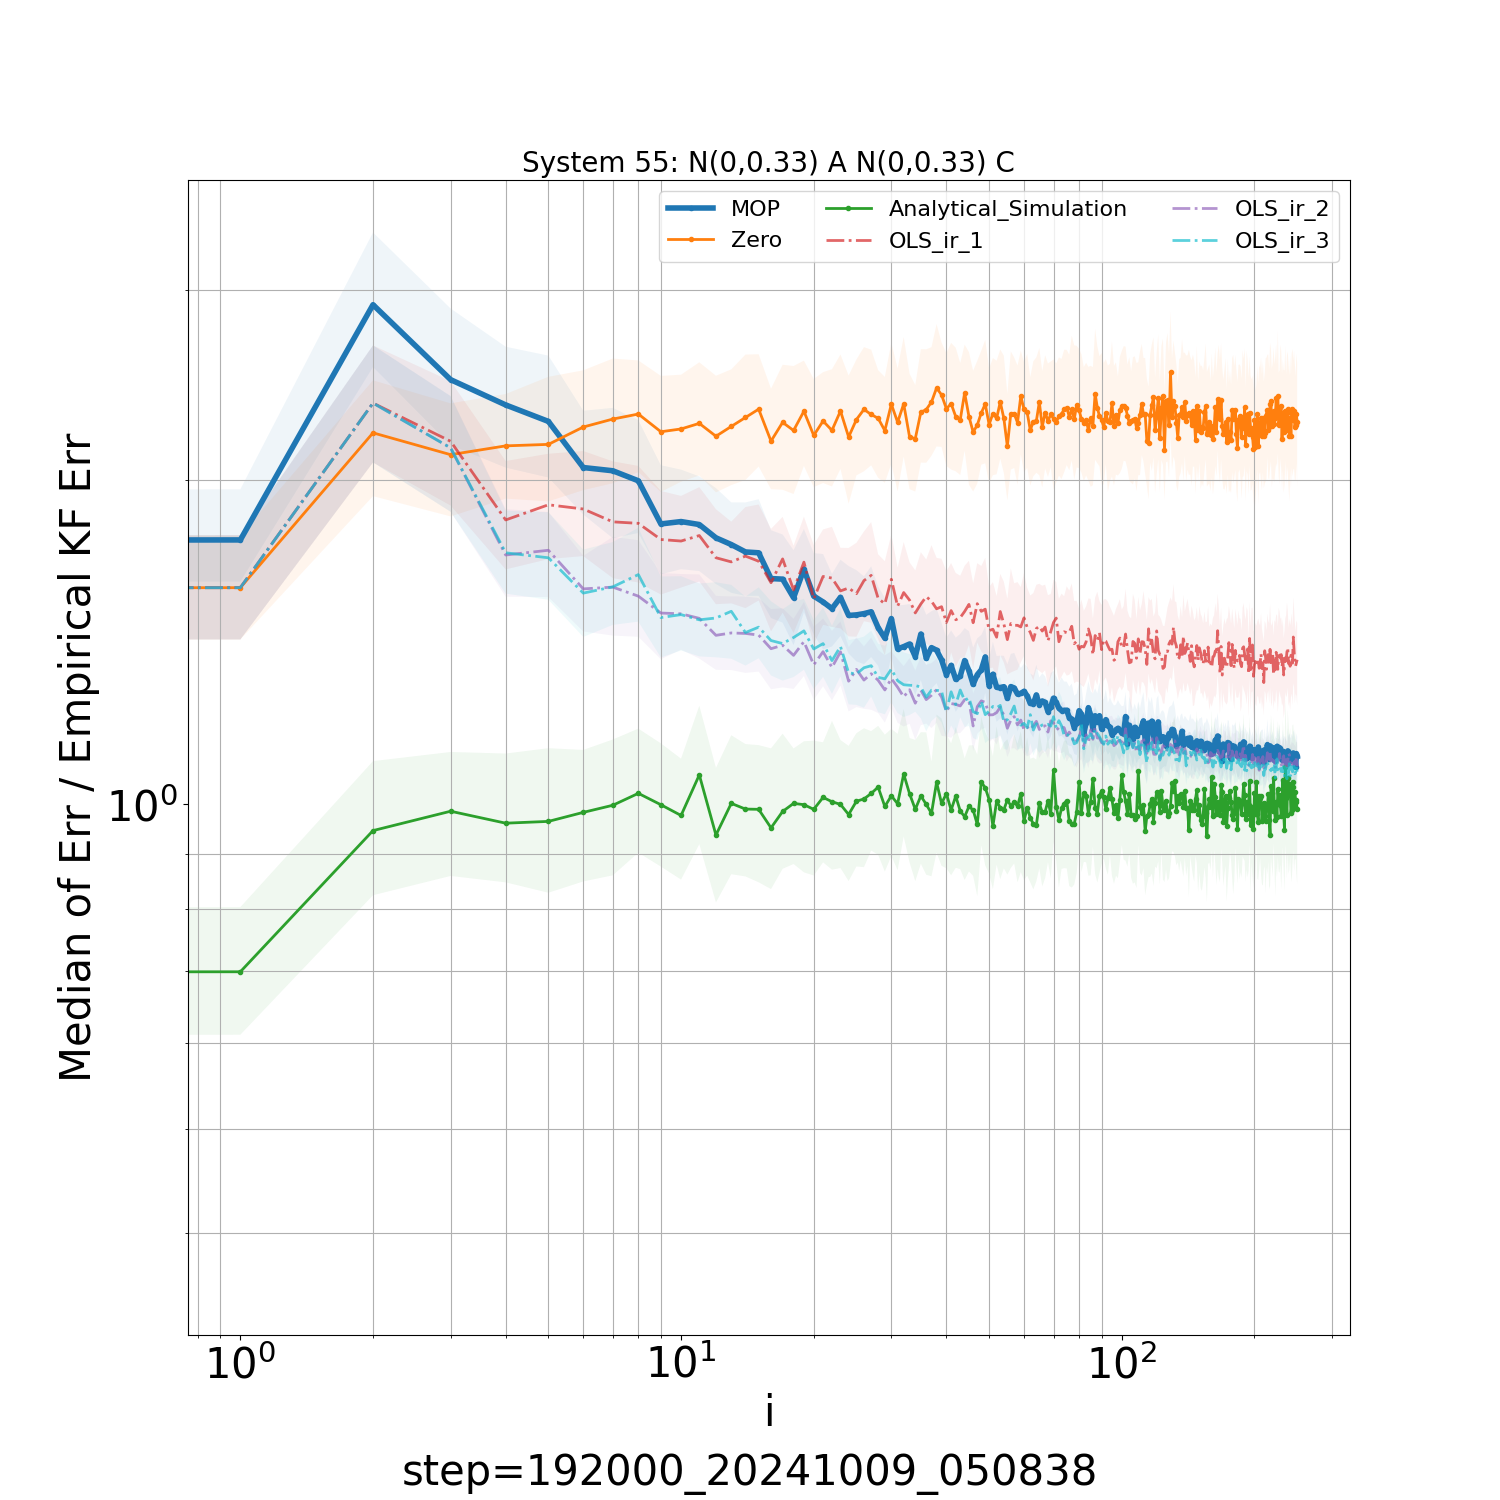 System 55: N(0,0.33) A N(0,0.33) C
MOP
Zero
Analytical_Simulation
OLS_ir_1
OLS_ir_2
OLS_ir_3
Median of Err / Empirical KF Err
10⁰
10⁰ 10¹ 10²
i
step=192000_20241009_050838